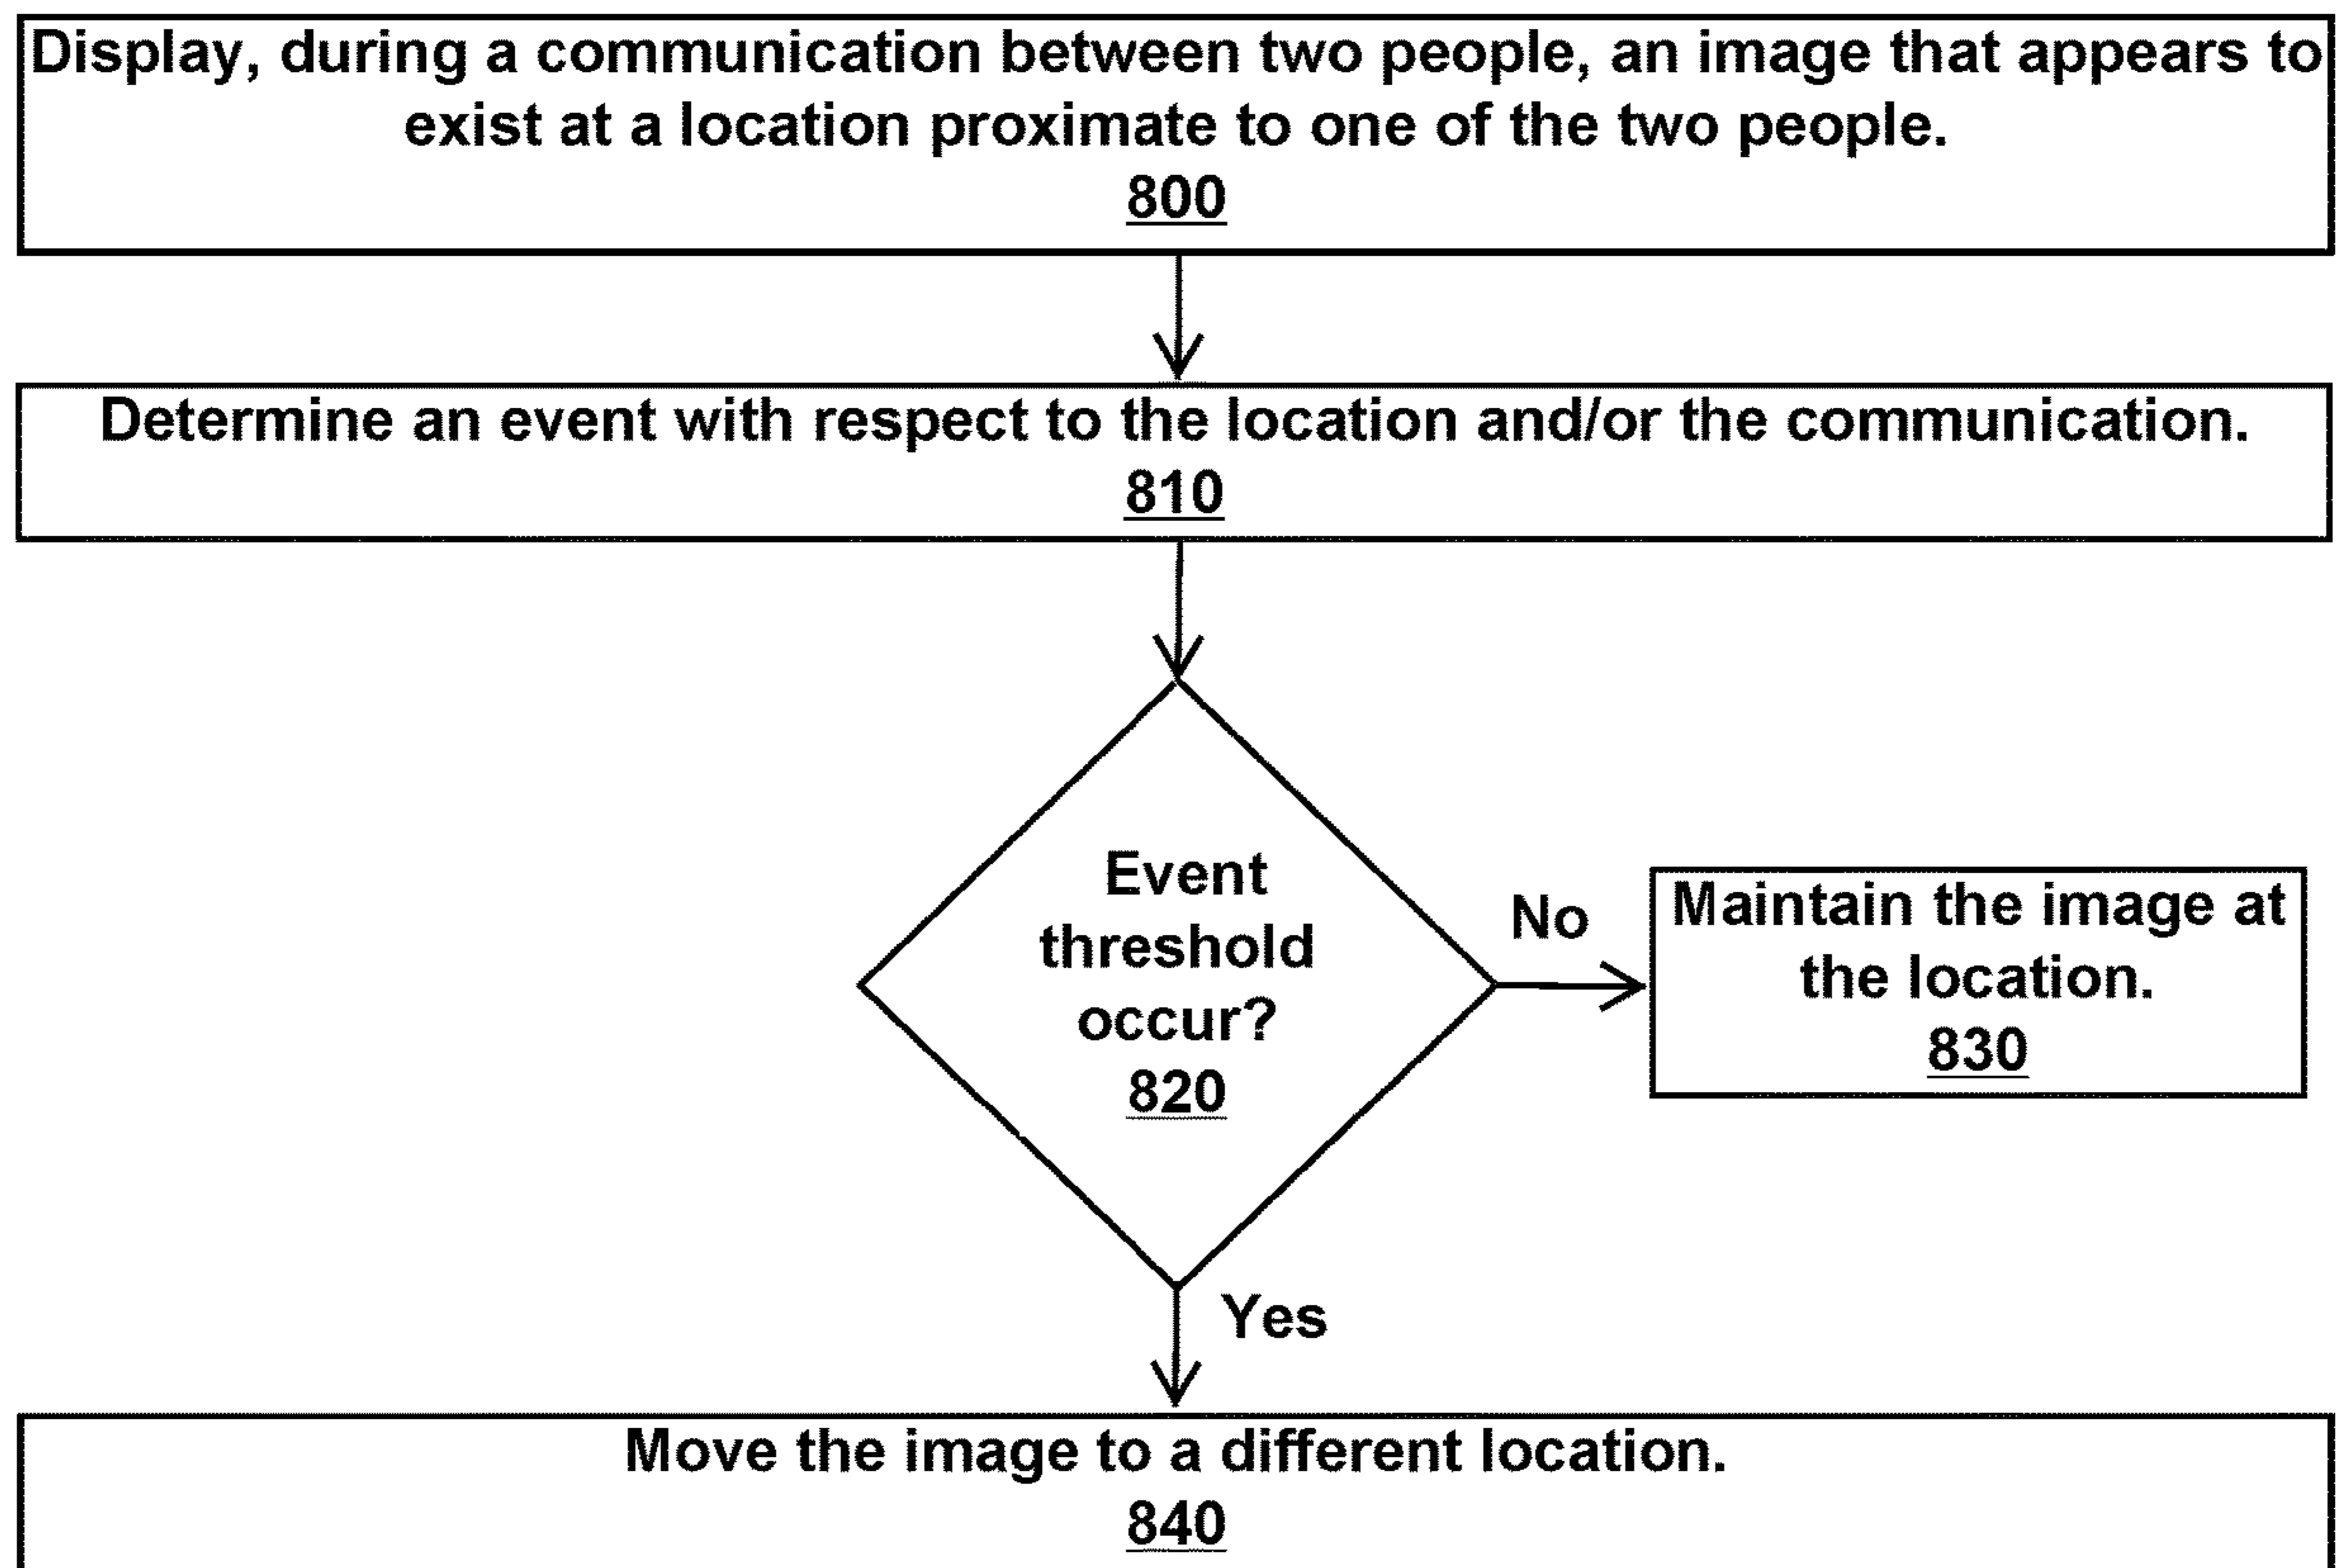 Display, during a communication between two people, an image that appears to
exist at a location proximate to one of the two people.
800
Determine an event with respect to the location and/or the communication.
810
Event
threshold
occur?
820
No
Maintain the image at
the location.
830
Yes
Move the image to a different location.
840